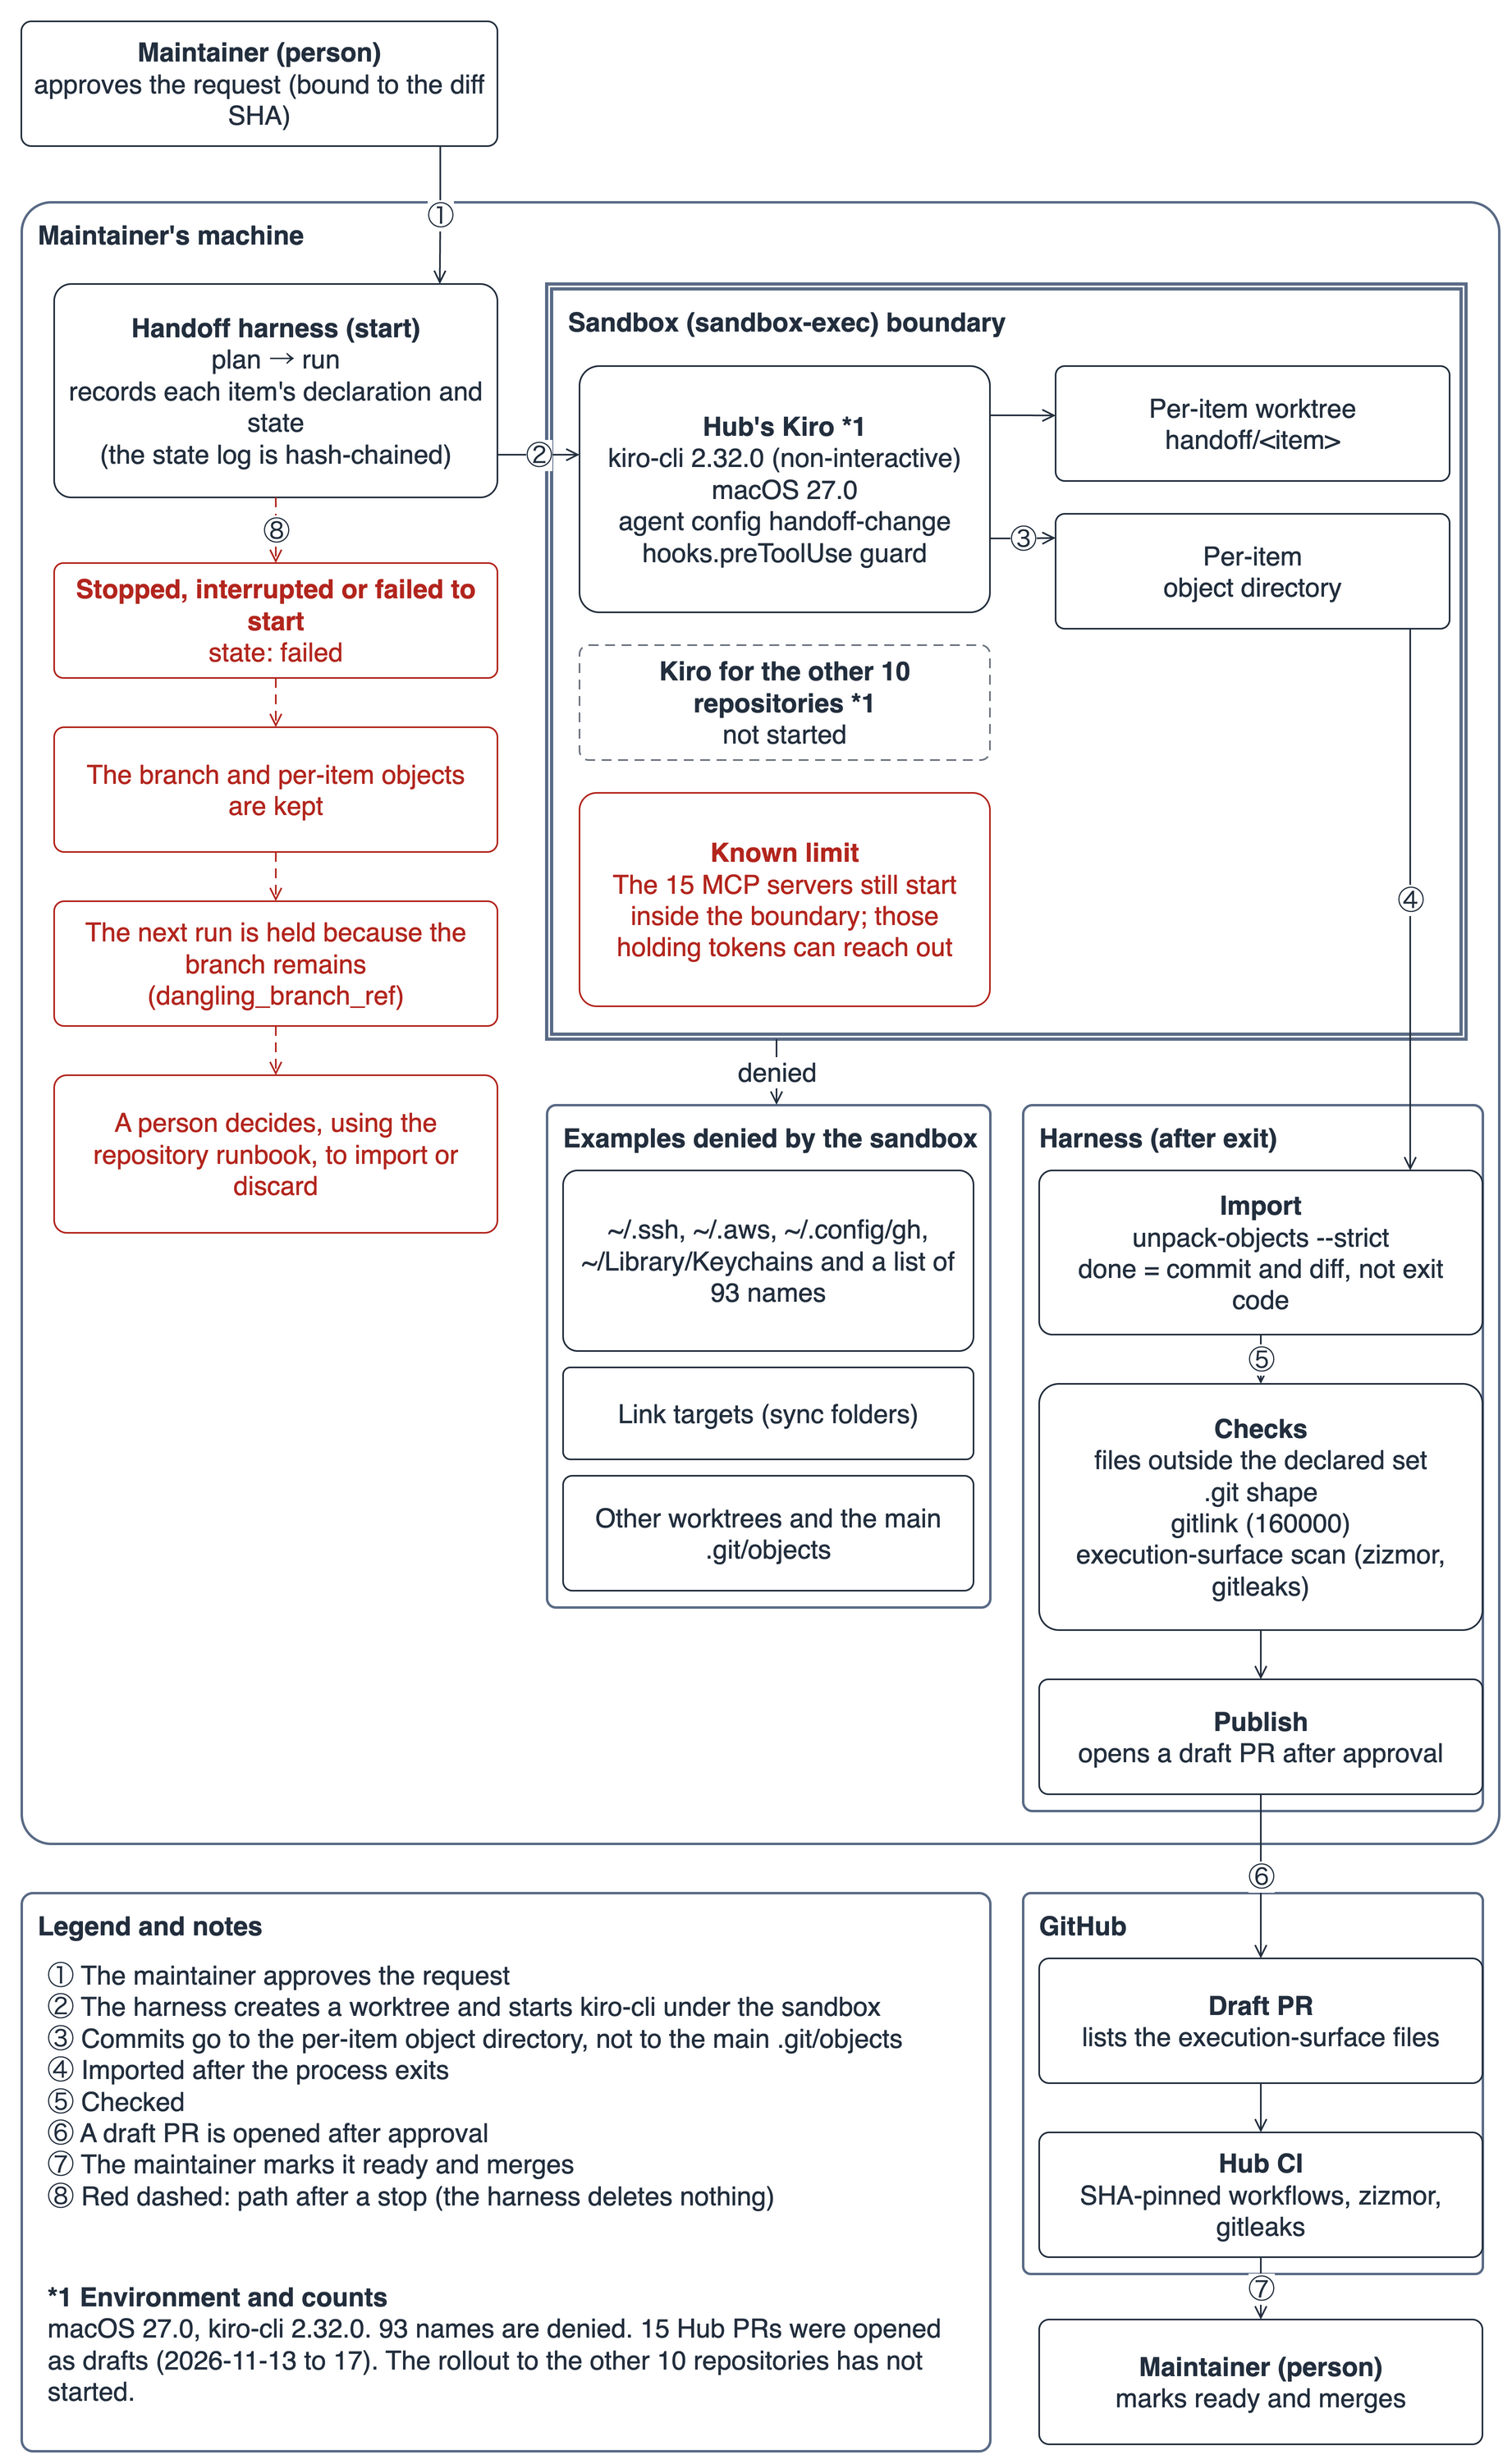 Maintainer (person)
approves the request (bound to the diff
SHA)
①
Maintainer's machine
Handoff harness (start)
plan → run
records each item's declaration and
state
(the state log is hash-chained)
②
⑧
Stopped, interrupted or failed to
start
state: failed
The branch and per-item objects
are kept
The next run is held because the
branch remains
(dangling_branch_ref)
A person decides, using the
repository runbook, to import or
discard
Sandbox (sandbox-exec) boundary
Hub's Kiro *1
kiro-cli 2.32.0 (non-interactive)
macOS 27.0
agent config handoff-change
hooks.preToolUse guard
Per-item worktree
handoff/<item>
③
Per-item
object directory
Kiro for the other 10
repositories *1
not started
Known limit
The 15 MCP servers still start
inside the boundary; those
holding tokens can reach out
④
denied
Examples denied by the sandbox
~/.ssh, ~/.aws, ~/.config/gh,
~/Library/Keychains and a list of
93 names
Link targets (sync folders)
Other worktrees and the main
.git/objects
Harness (after exit)
Import
unpack-objects --strict
done = commit and diff, not exit
code
⑤
Checks
files outside the declared set
.git shape
gitlink (160000)
execution-surface scan (zizmor,
gitleaks)
Publish
opens a draft PR after approval
⑥
GitHub
Draft PR
lists the execution-surface files
Hub CI
SHA-pinned workflows, zizmor,
gitleaks
⑦
Maintainer (person)
marks ready and merges
Legend and notes
① The maintainer approves the request
② The harness creates a worktree and starts kiro-cli under the sandbox
③ Commits go to the per-item object directory, not to the main .git/objects
④ Imported after the process exits
⑤ Checked
⑥ A draft PR is opened after approval
⑦ The maintainer marks it ready and merges
⑧ Red dashed: path after a stop (the harness deletes nothing)
*1 Environment and counts
macOS 27.0, kiro-cli 2.32.0. 93 names are denied. 15 Hub PRs were opened
as drafts (2026-11-13 to 17). The rollout to the other 10 repositories has not
started.